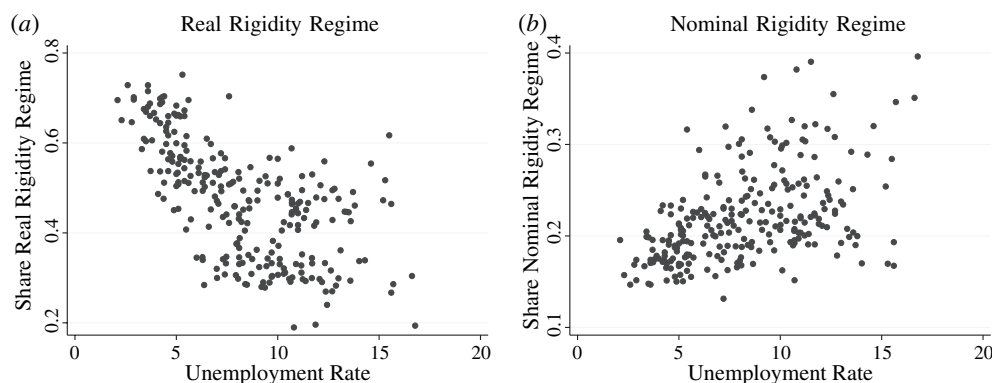 (a) Real Rigidity Regime
Share Real Rigidity Regime
0.8
0.6
0.4
0.2
0 5 10 15 20
Unemployment Rate
(b) Nominal Rigidity Regime
Share Nominal Rigidity Regime
0.4
0.3
0.2
0.1
0 5 10 15 20
Unemployment Rate